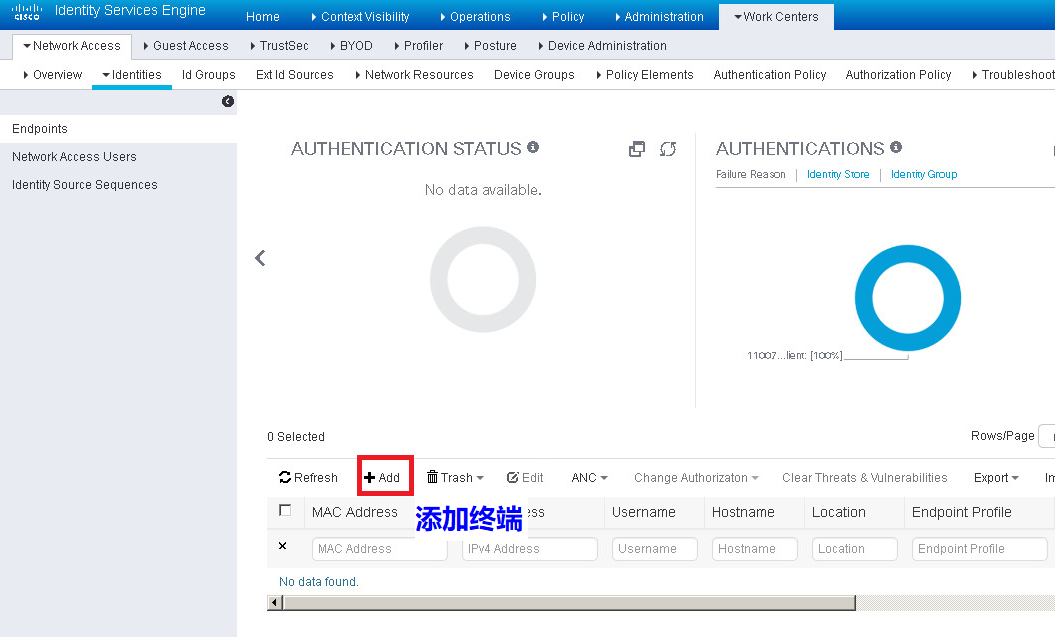 cisco Identity Services Engine Home Context Visibility Operations Policy Administration Work Centers
Network Access Guest Access TrustSec BYOD Profiler Posture Device Administration
Overview Identities Id Groups Ext Id Sources Network Resources Device Groups Policy Elements Authentication Policy Authorization Policy Troubleshoot
Endpoints
Network Access Users
Identity Source Sequences
AUTHENTICATION STATUS
No data available.
AUTHENTICATIONS
Failure Reason Identity Store Identity Group
11007...lient: [100%]
0 Selected
Rows/Page
Refresh Add Trash Edit ANC Change Authorizaton Clear Threats & Vulnerabilities Export Im
MAC Address ess Username Hostname Location Endpoint Profile
添加终端
MAC Address IPv4 Address Username Hostname Location Endpoint Profile
No data found.